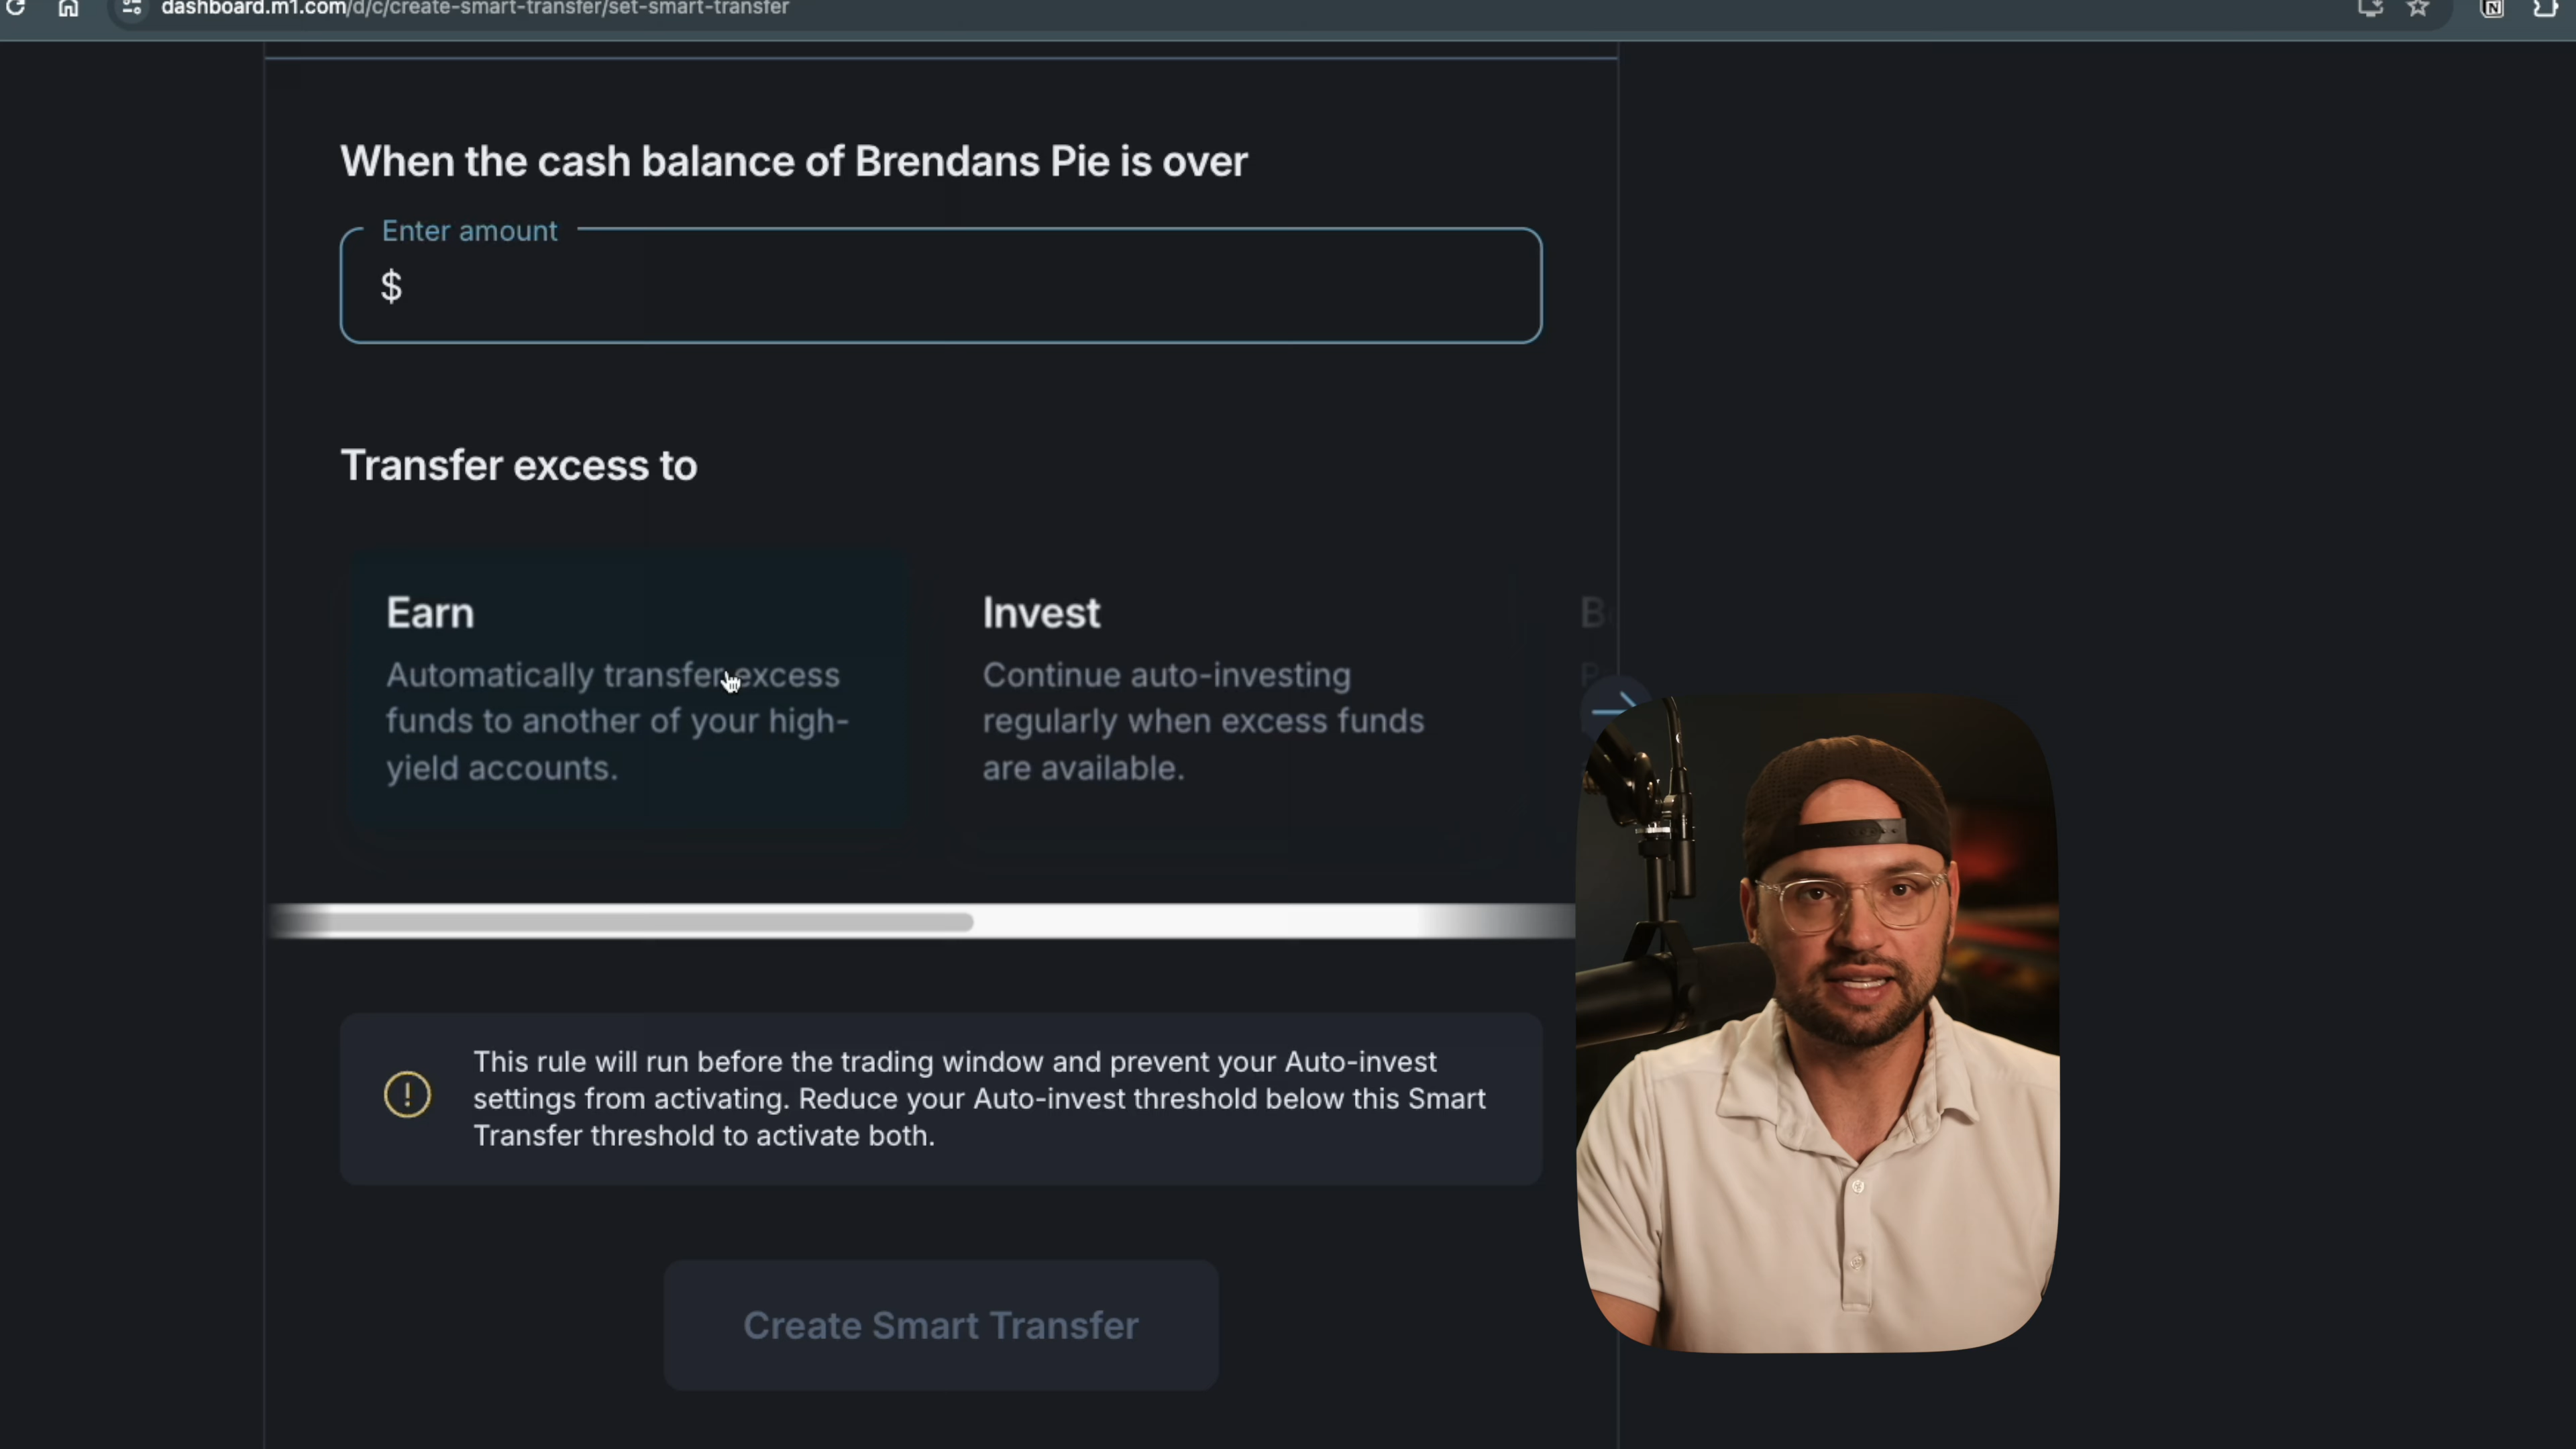 dashboard.m1.com/d/c/create-smart-transfer/set-smart-transfer
When the cash balance of Brendans Pie is over
Enter amount
$
Transfer excess to
Earn
Automatically transfer excess
funds to another of your high-
yield accounts.
Invest
Continue auto-investing
regularly when excess funds
are available.
This rule will run before the trading window and prevent your Auto-invest
settings from activating. Reduce your Auto-invest threshold below this Smart
Transfer threshold to activate both.
Create Smart Transfer